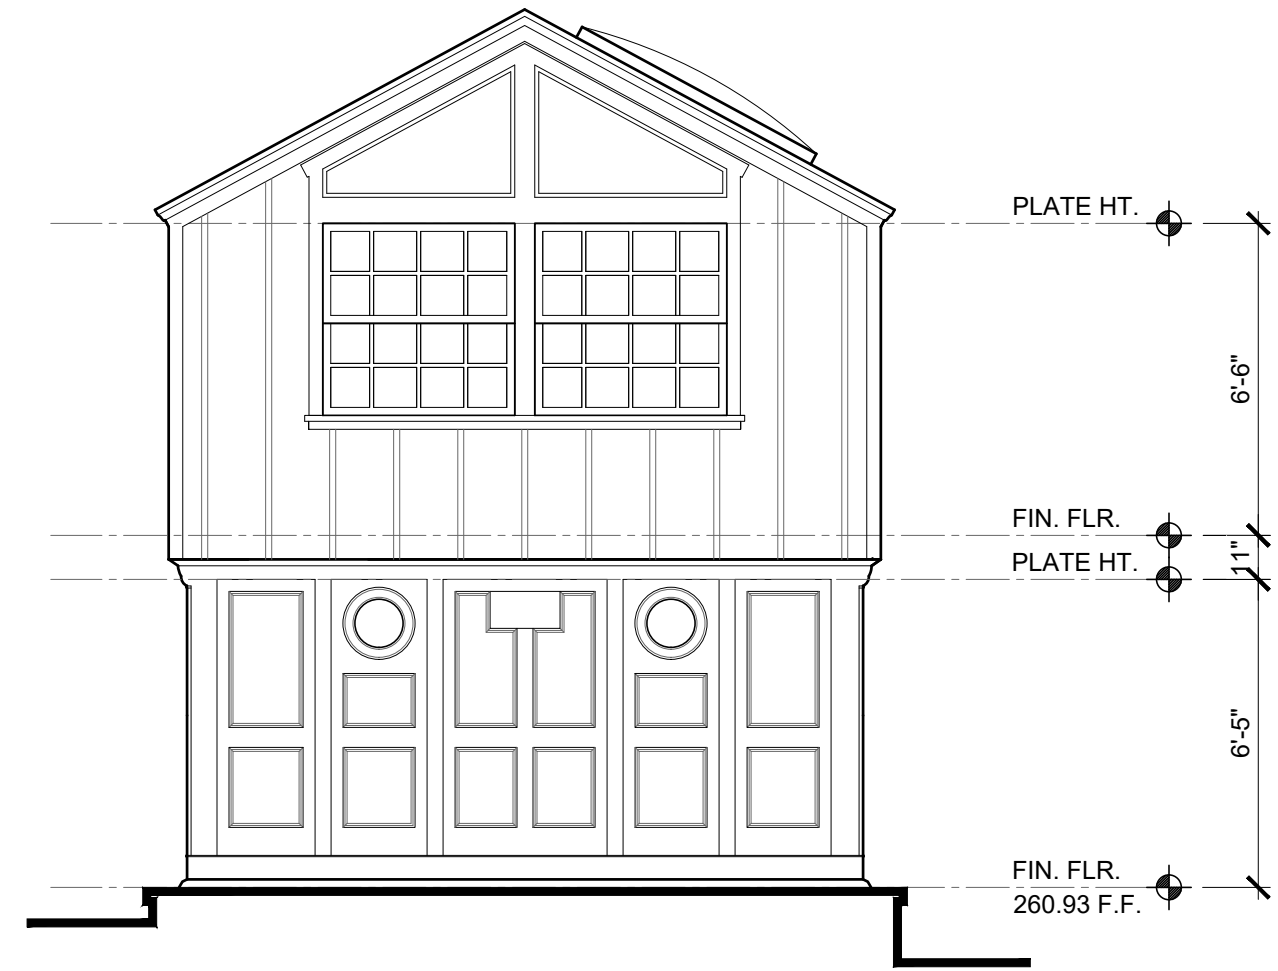 PLATE HT.
6'-6"
FIN. FLR.
11"
PLATE HT.
6'-5"
FIN. FLR.
260.93 F.F.